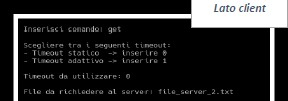 Lato client
Inserisci comando: get
Scegliere tra i seguenti timeout:
- Timeout statico -> inserire 0
- Timeout adattivo -> inserire 1
Timeout da utilizzare: 0
File da richiedere al server: file_server_2.txt